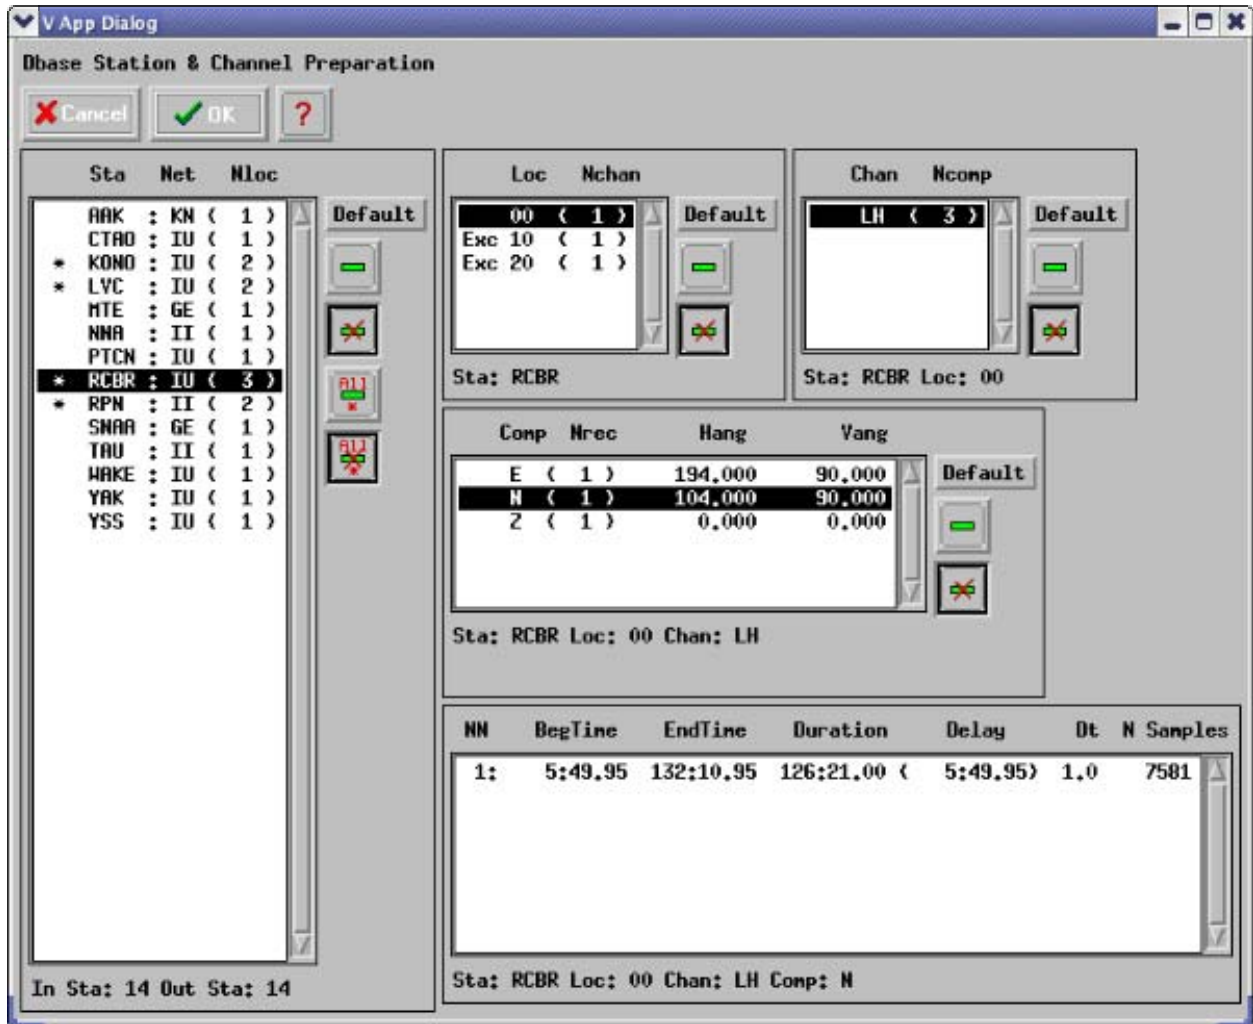 V App Dialog
Dbase Station & Channel Preparation
Cancel OK ?
Sta Net Nloc
AAK : KN ( 1 )
CTAO : IU ( 1 )
* KONO : IU ( 2 )
* LVC : IU ( 2 )
MTE : GE ( 1 )
NNA : II ( 1 )
PTCN : IU ( 1 )
* RCBR : IU ( 3 )
* RPN : II ( 2 )
SNAA : GE ( 1 )
TAU : II ( 1 )
WAKE : IU ( 1 )
YAK : IU ( 1 )
YSS : IU ( 1 )
Default
All
*
All
*
In Sta: 14 Out Sta: 14
Loc Nchan
00 ( 1 )
Exc 10 ( 1 )
Exc 20 ( 1 )
Default
Sta: RCBR
Chan Ncomp
LH ( 3 )
Default
Sta: RCBR Loc: 00
Comp Nrec Hang Vang
E ( 1 ) 194.000 90.000
N ( 1 ) 104.000 90.000
Z ( 1 ) 0.000 0.000
Default
Sta: RCBR Loc: 00 Chan: LH
NN BegTime EndTime Duration Delay Dt N Samples
1: 5:49.95 132:10.95 126:21.00 ( 5:49.95) 1.0 7581
Sta: RCBR Loc: 00 Chan: LH Comp: N